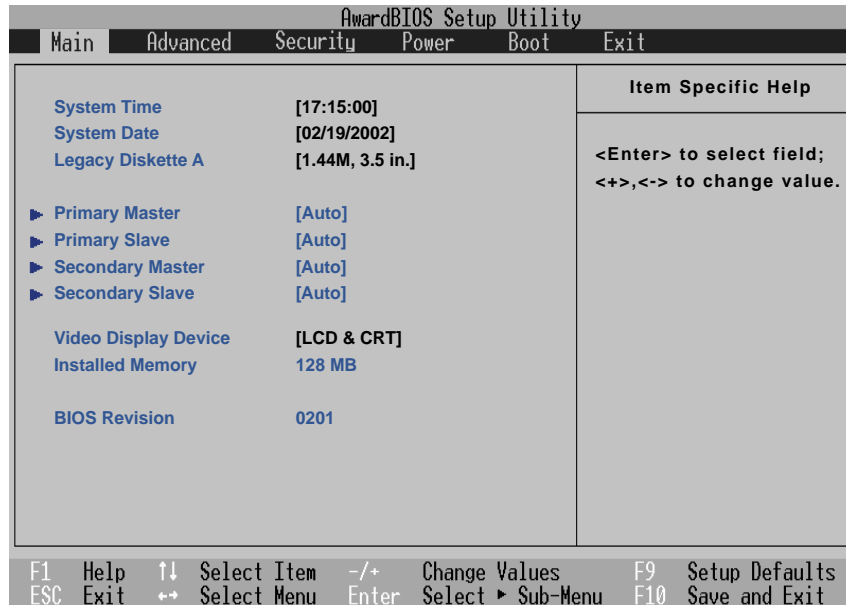 AwardBIOS Setup Utility
Main Advanced Security Power Boot Exit
Item Specific Help
System Time [17:15:00]
System Date [02/19/2002]
Legacy Diskette A [1.44M, 3.5 in.]
<Enter> to select field;
<+>,<-> to change value.
▶ Primary Master [Auto]
▶ Primary Slave [Auto]
▶ Secondary Master [Auto]
▶ Secondary Slave [Auto]
Video Display Device [LCD & CRT]
Installed Memory 128 MB
BIOS Revision 0201
F1 Help ↑↓ Select Item -/+ Change Values F9 Setup Defaults
ESC Exit ←→ Select Menu Enter Select ▶ Sub-Menu F10 Save and Exit